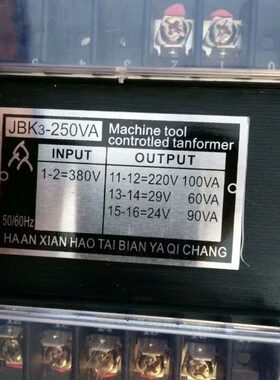 JBK3-250VA
Machine tool
controtled tanformer
INPUT
OUTPUT
1-2=380V
11-12=220V 100VA
13-14=29V 60VA
15-16=24V 90VA
50/60Hz
HAAN XIAN HAO TAI BIAN YA QI CHANG